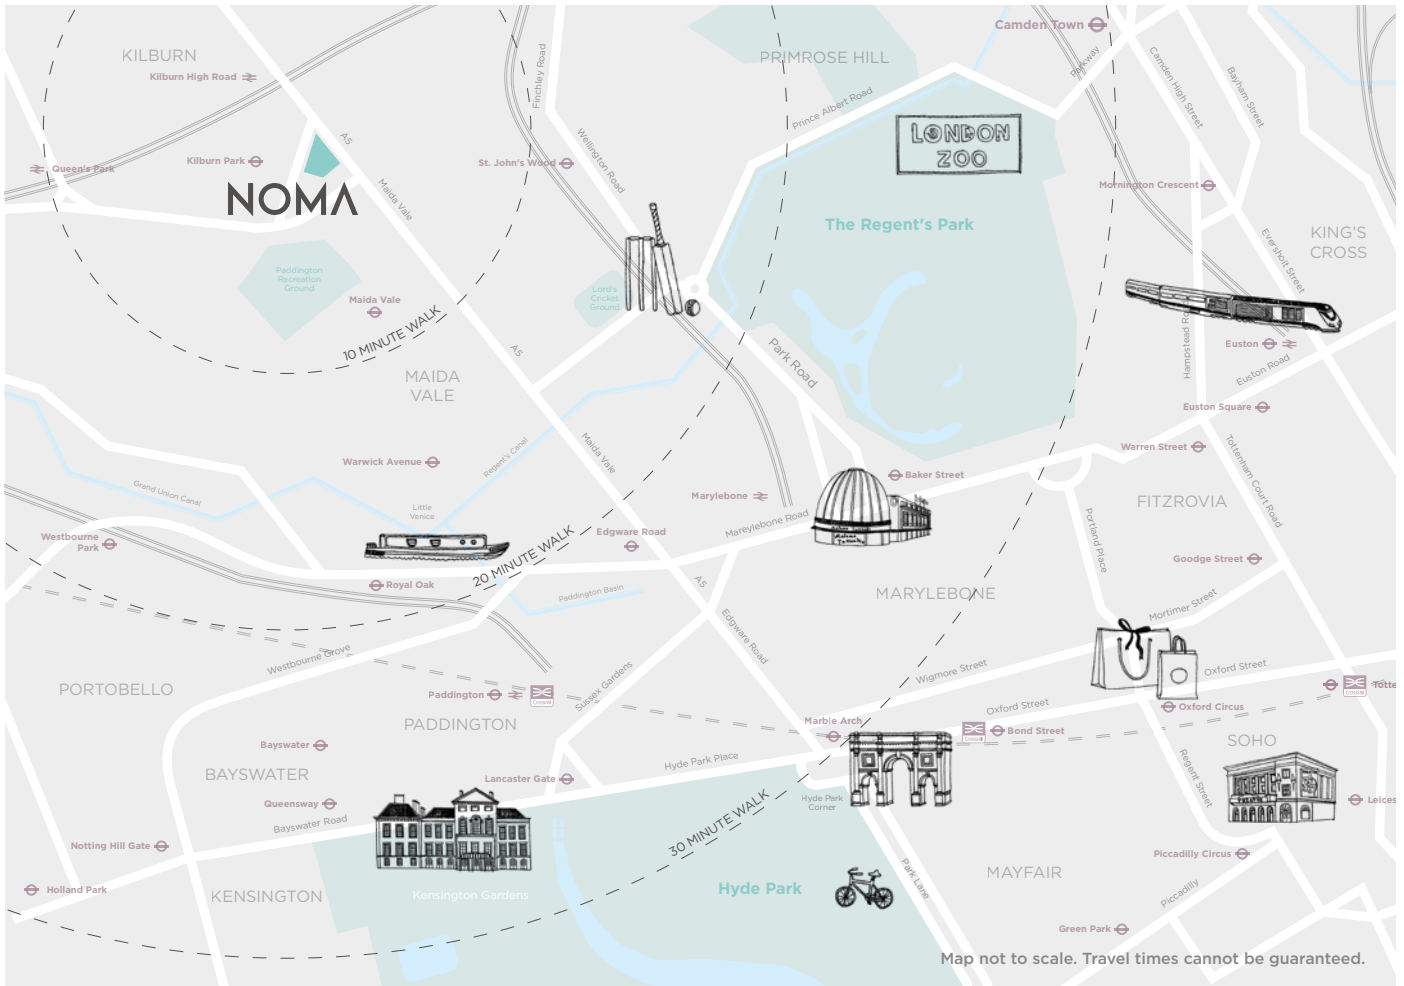 Camden Town
KILBURN
PRIMROSE HILL
Kilburn High Road
Finchley Road
Parkway
Camden High Street
Bayham Street
Prince Albert Road
A5
LONDON
ZOO
Queen's Park
Kilburn Park
St. John's Wood
Wellington Road
NOMA
Maida Vale
Mornington Crescent
The Regent's Park
KING'S
CROSS
Eversholt Street
Paddington
Recreation
Ground
Maida Vale
Lord's
Cricket
Ground
10 MINUTE WALK
A5
Park Road
Hampstead Ro
Euston
Euston Road
MAIDA
VALE
Euston Square
Maida Vale
Regent's Canal
Warwick Avenue
Warren Street
Tottenham Court Road
Baker Street
Grand Union Canal
Marylebone
FITZROVIA
Little
Venice
Mareylebone Road
Portland Place
Westbourne
Park
Edgware Road
20 MINUTE WALK
Goodge Street
Royal Oak
A5
Paddington Basin
MARYLEBONE
Mortimer Street
Edgware Road
Westbourne Grove
Wigmore Street
Oxford Street
PORTOBELLO
Paddington
Crossrail
Sussex Gardens
Crossrail
Totte
Oxford Street
Oxford Circus
PADDINGTON
Marble Arch
Crossrail
Bond Street
SOHO
Bayswater
Hyde Park Place
BAYSWATER
Lancaster Gate
Regent Street
Queensway
Hyde Park
Corner
THEATRE
Leices
Bayswater Road
30 MINUTE WALK
Notting Hill Gate
Piccadilly Circus
Holland Park
KENSINGTON
Kensington Gardens
Hyde Park
Park Lane
MAYFAIR
Piccadilly
Green Park
Map not to scale. Travel times cannot be guaranteed.